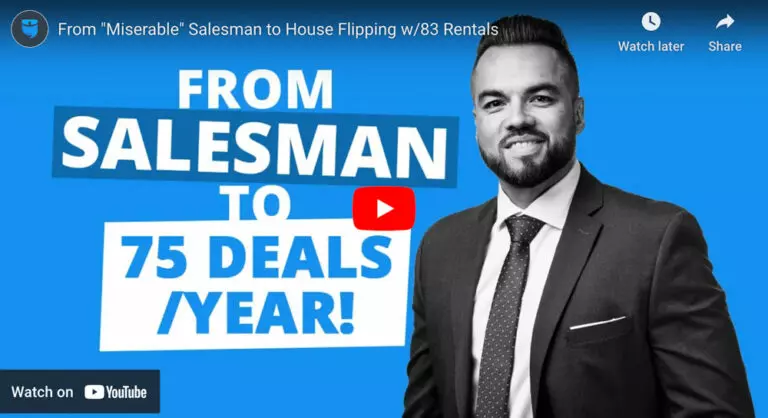 From "Miserable" Salesman to House Flipping w/83 Rentals
Watch later
Share
FROM
SALESMAN
TO
75 DEALS
/YEAR!
Watch on YouTube